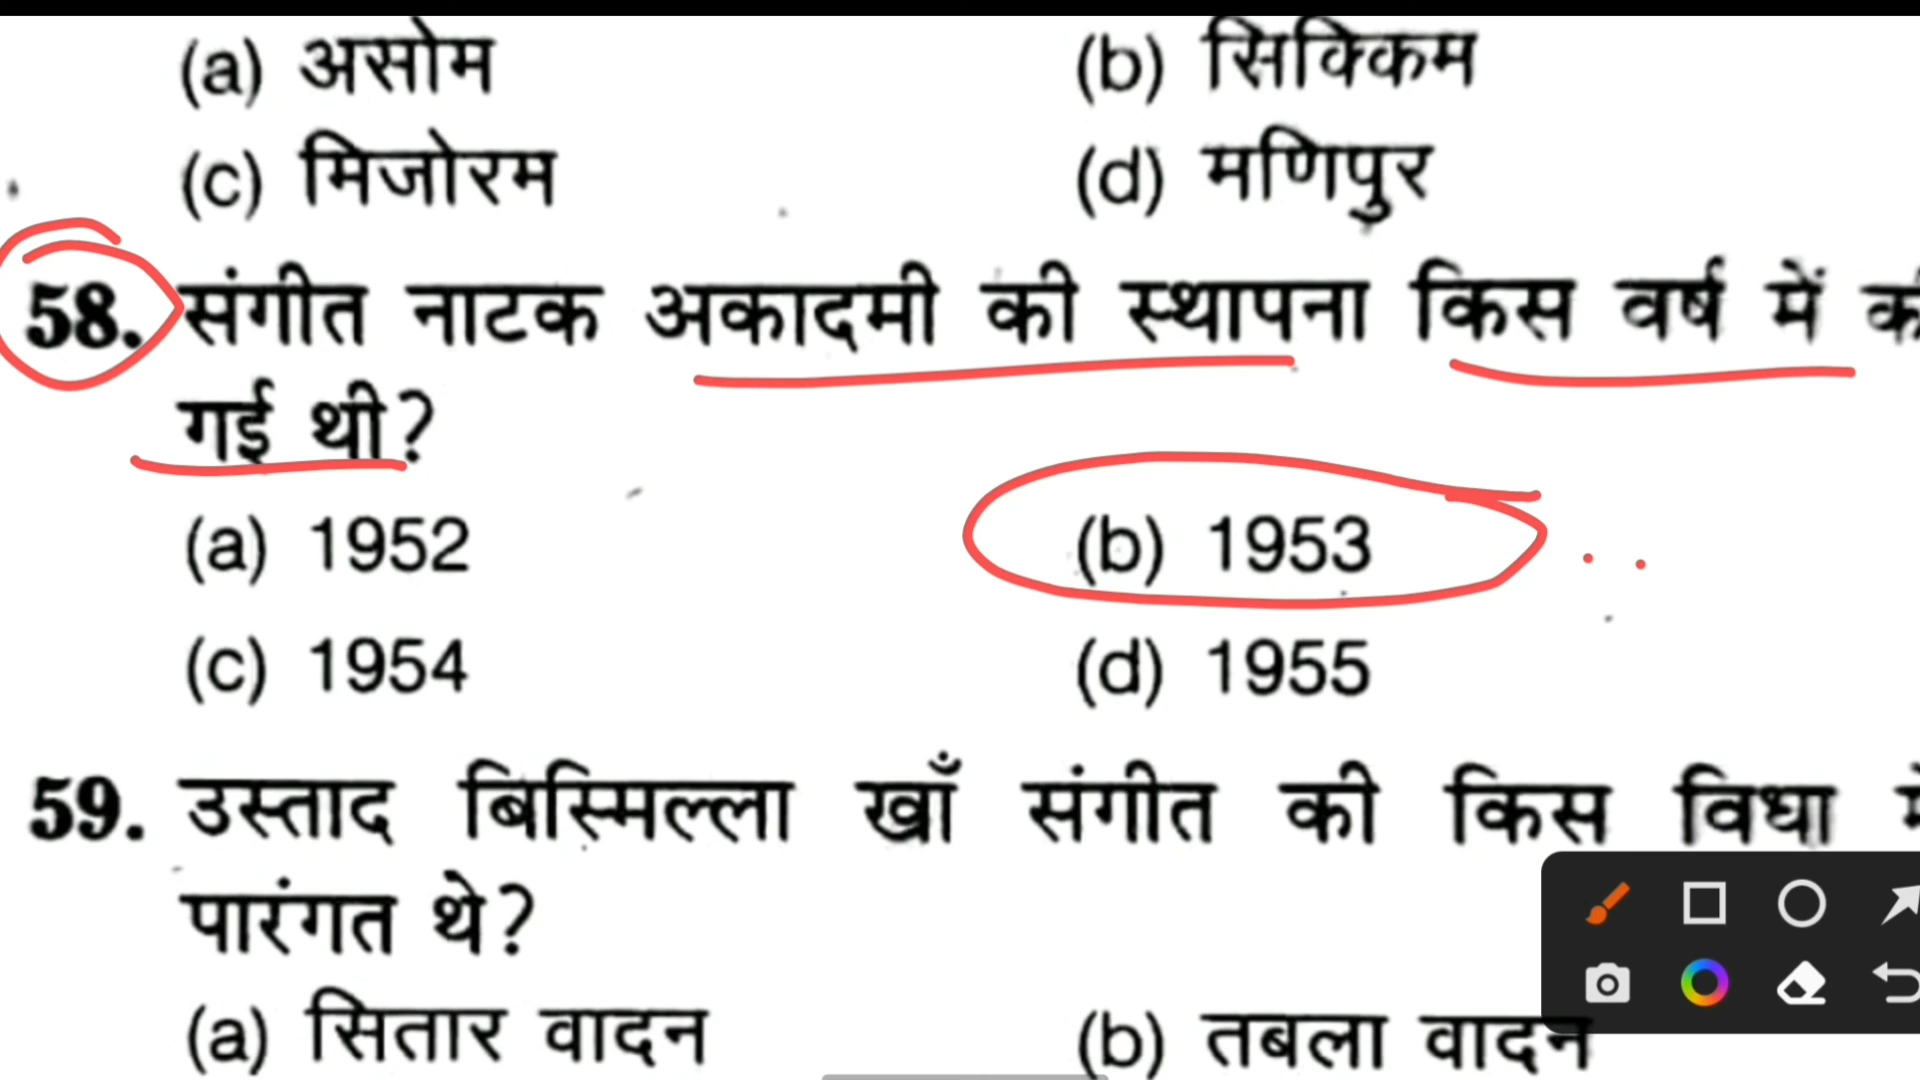 (a) असोम (b) सिक्किम
(c) मिजोरम (d) मणिपुर
58. संगीत नाटक अकादमी की स्थापना किस वर्ष में की
गई थी?
(a) 1952 (b) 1953
(c) 1954 (d) 1955
59. उस्ताद बिस्मिल्ला खाँ संगीत की किस विधा में
पारंगत थे?
(a) सितार वादन (b) तबला वादन